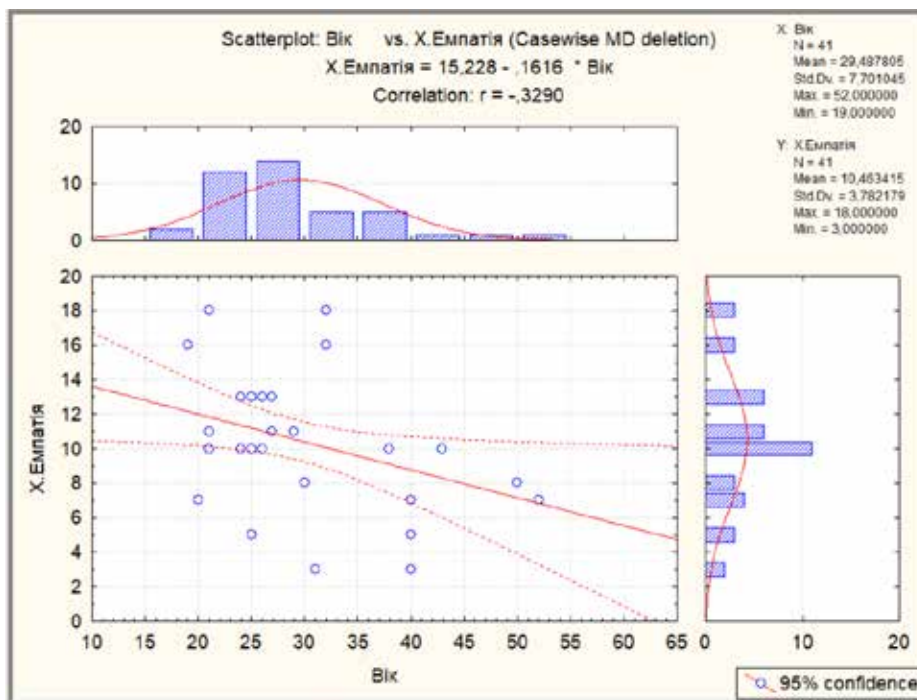 Scatterplot: Вік vs. Х.Емпатія (Casewise MD deletion)
Х.Емпатія = 15,228 - ,1616 * Вік
Correlation: r = -,3290
X: Вік
N = 41
Mean = 29,487805
Std.Dv. = 7,701045
Max. = 52,000000
Min. = 19,000000
Y: Х.Емпатія
N = 41
Mean = 10,463415
Std.Dv. = 3,782179
Max. = 18,000000
Min. = 3,000000
20
10
0
20
18
16
14
12
10
8
6
4
2
0
Х.Емпатія
10 15 20 25 30 35 40 45 50 55 60 65
Вік
0 10 20
95% confidence